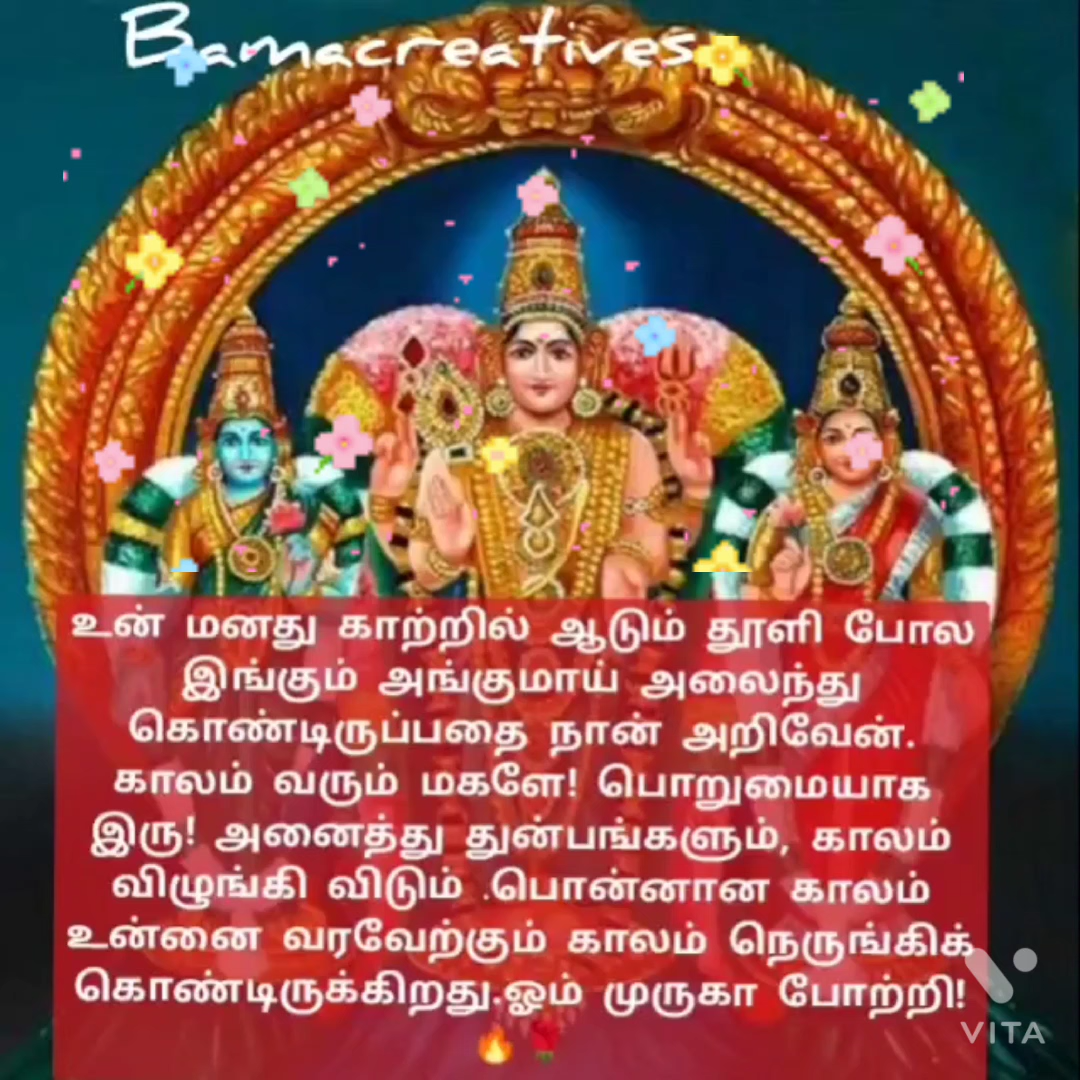 Bamacreatives
உன் மனது காற்றில் ஆடும் தூளி போல
இங்கும் அங்குமாய் அலைந்து
கொண்டிருப்பதை நான் அறிவேன்.
காலம் வரும் மகளே! பொறுமையாக
இரு! அனைத்து துன்பங்களும், காலம்
விழுங்கி விடும் .பொன்னான காலம்
உன்னை வரவேற்கும் காலம் நெருங்கிக்
கொண்டிருக்கிறது.ஓம் முருகா போற்றி!
🔥🌹
VITA